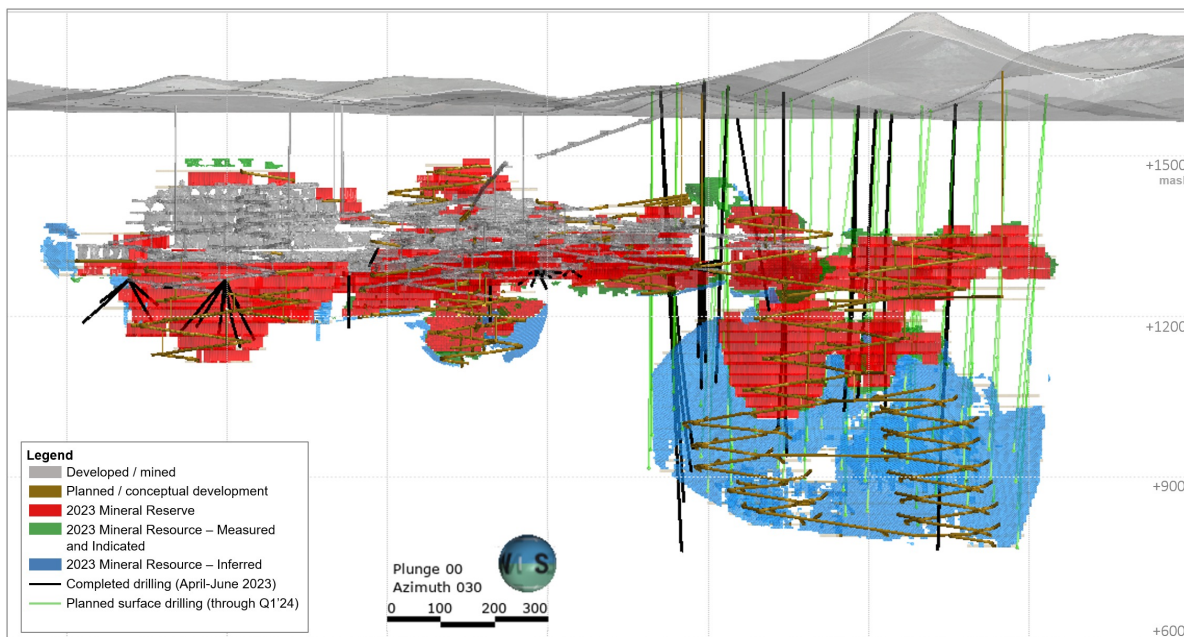 +1500
masl
+1200
+900
+600
Legend
Developed / mined
Planned / conceptual development
2023 Mineral Reserve
2023 Mineral Resource – Measured
and Indicated
2023 Mineral Resource – Inferred
Completed drilling (April-June 2023)
Planned surface drilling (through Q1'24)
Plunge 00
Azimuth 030
S
0 100 200 300